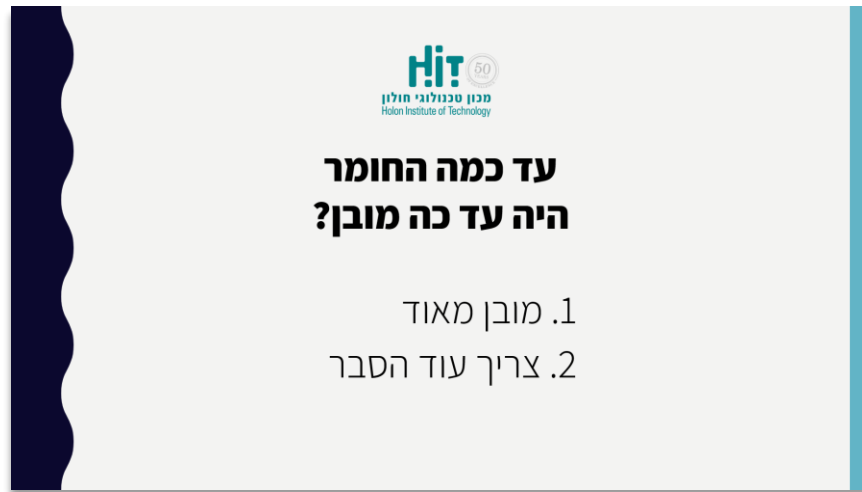 HiT 50
מכון טכנולוגי חולון
Holon Institute of Technology
עד כמה החומר
היה עד כה מובן?
1. מובן מאוד
2. צריך עוד הסבר